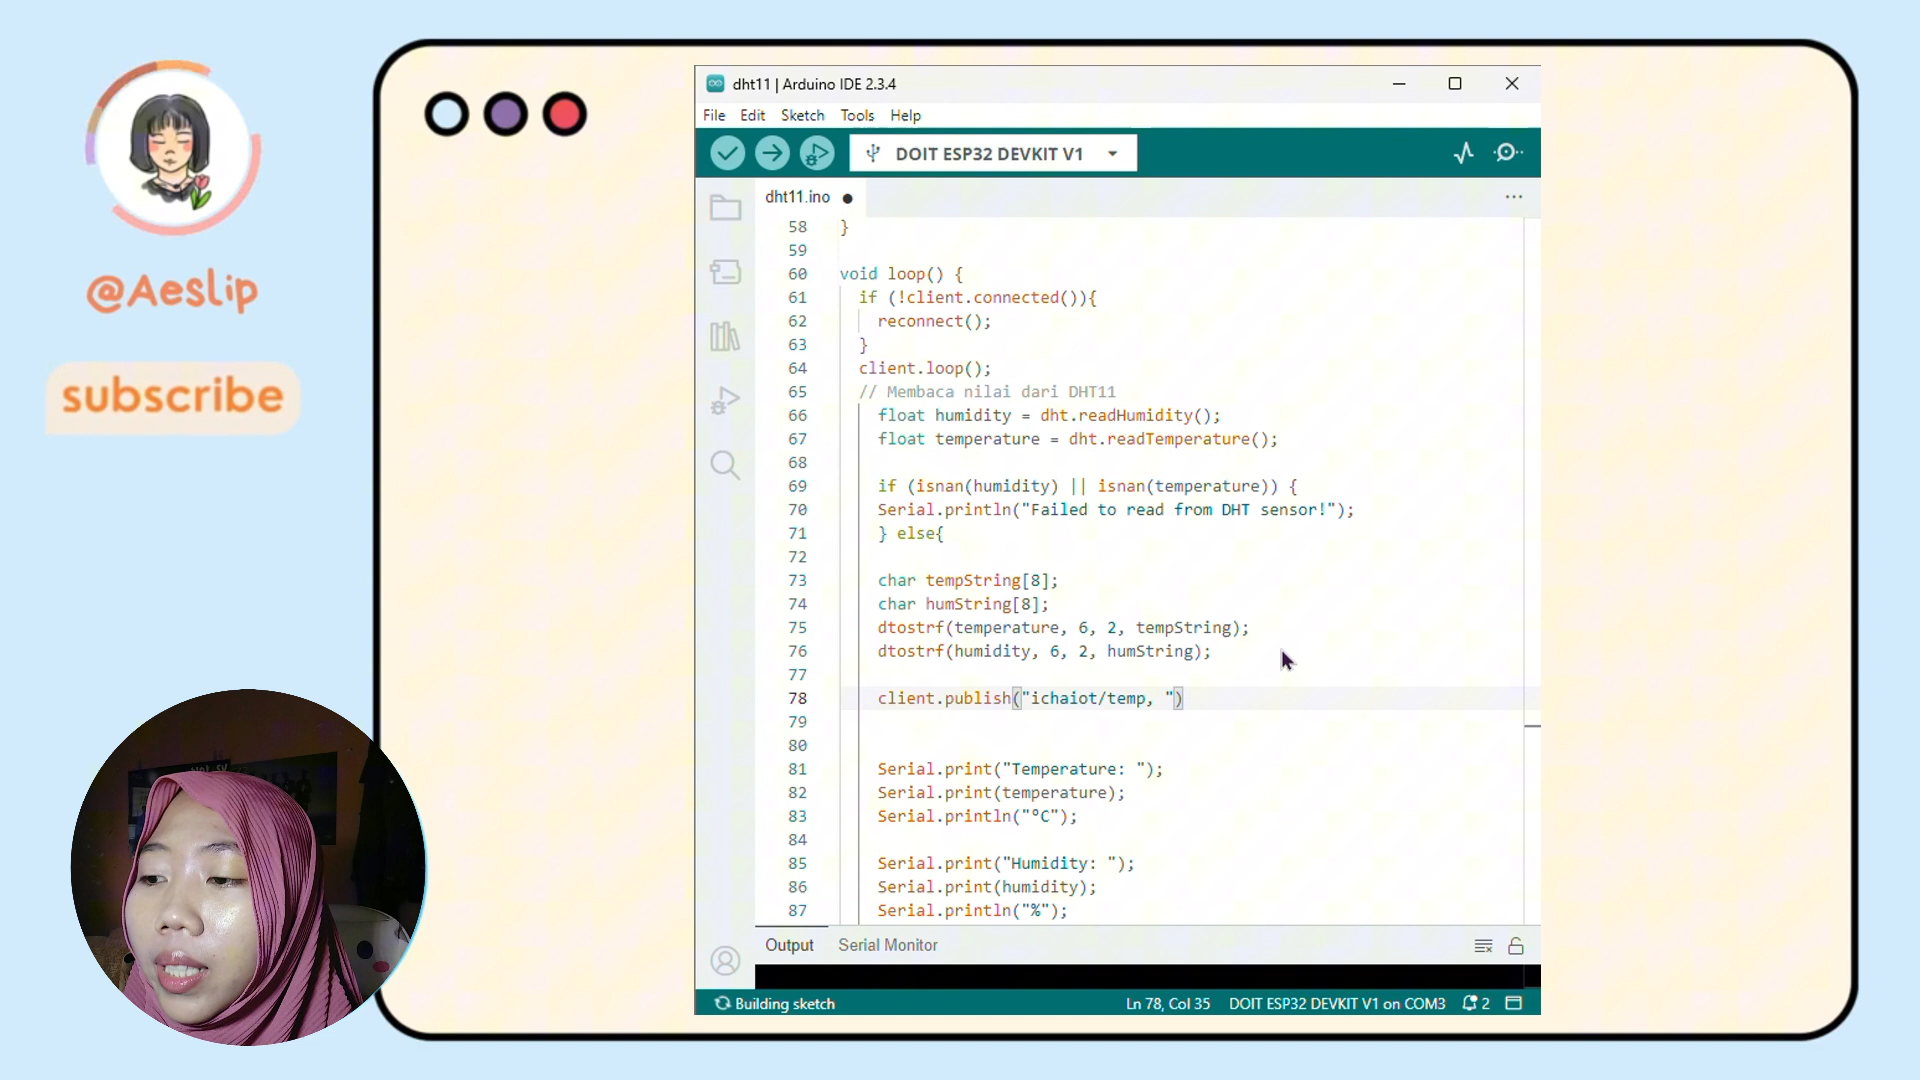 @Aeslip
subscribe
dht11 | Arduino IDE 2.3.4
File Edit Sketch Tools Help
DOIT ESP32 DEVKIT V1
dht11.ino
58 }
59
60 void loop() {
61 if (!client.connected()){
62 reconnect();
63 }
64 client.loop();
65 // Membaca nilai dari DHT11
66 float humidity = dht.readHumidity();
67 float temperature = dht.readTemperature();
68
69 if (isnan(humidity) || isnan(temperature)) {
70 Serial.println("Failed to read from DHT sensor!");
71 } else{
72
73 char tempString[8];
74 char humString[8];
75 dtostrf(temperature, 6, 2, tempString);
76 dtostrf(humidity, 6, 2, humString);
77
78 client.publish("ichaiot/temp, ")
79
80
81 Serial.print("Temperature: ");
82 Serial.print(temperature);
83 Serial.println("°C");
84
85 Serial.print("Humidity: ");
86 Serial.print(humidity);
87 Serial.println("%");
Output Serial Monitor
Building sketch Ln 78, Col 35 DOIT ESP32 DEVKIT V1 on COM3 2